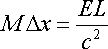 MΔx = EL/c²